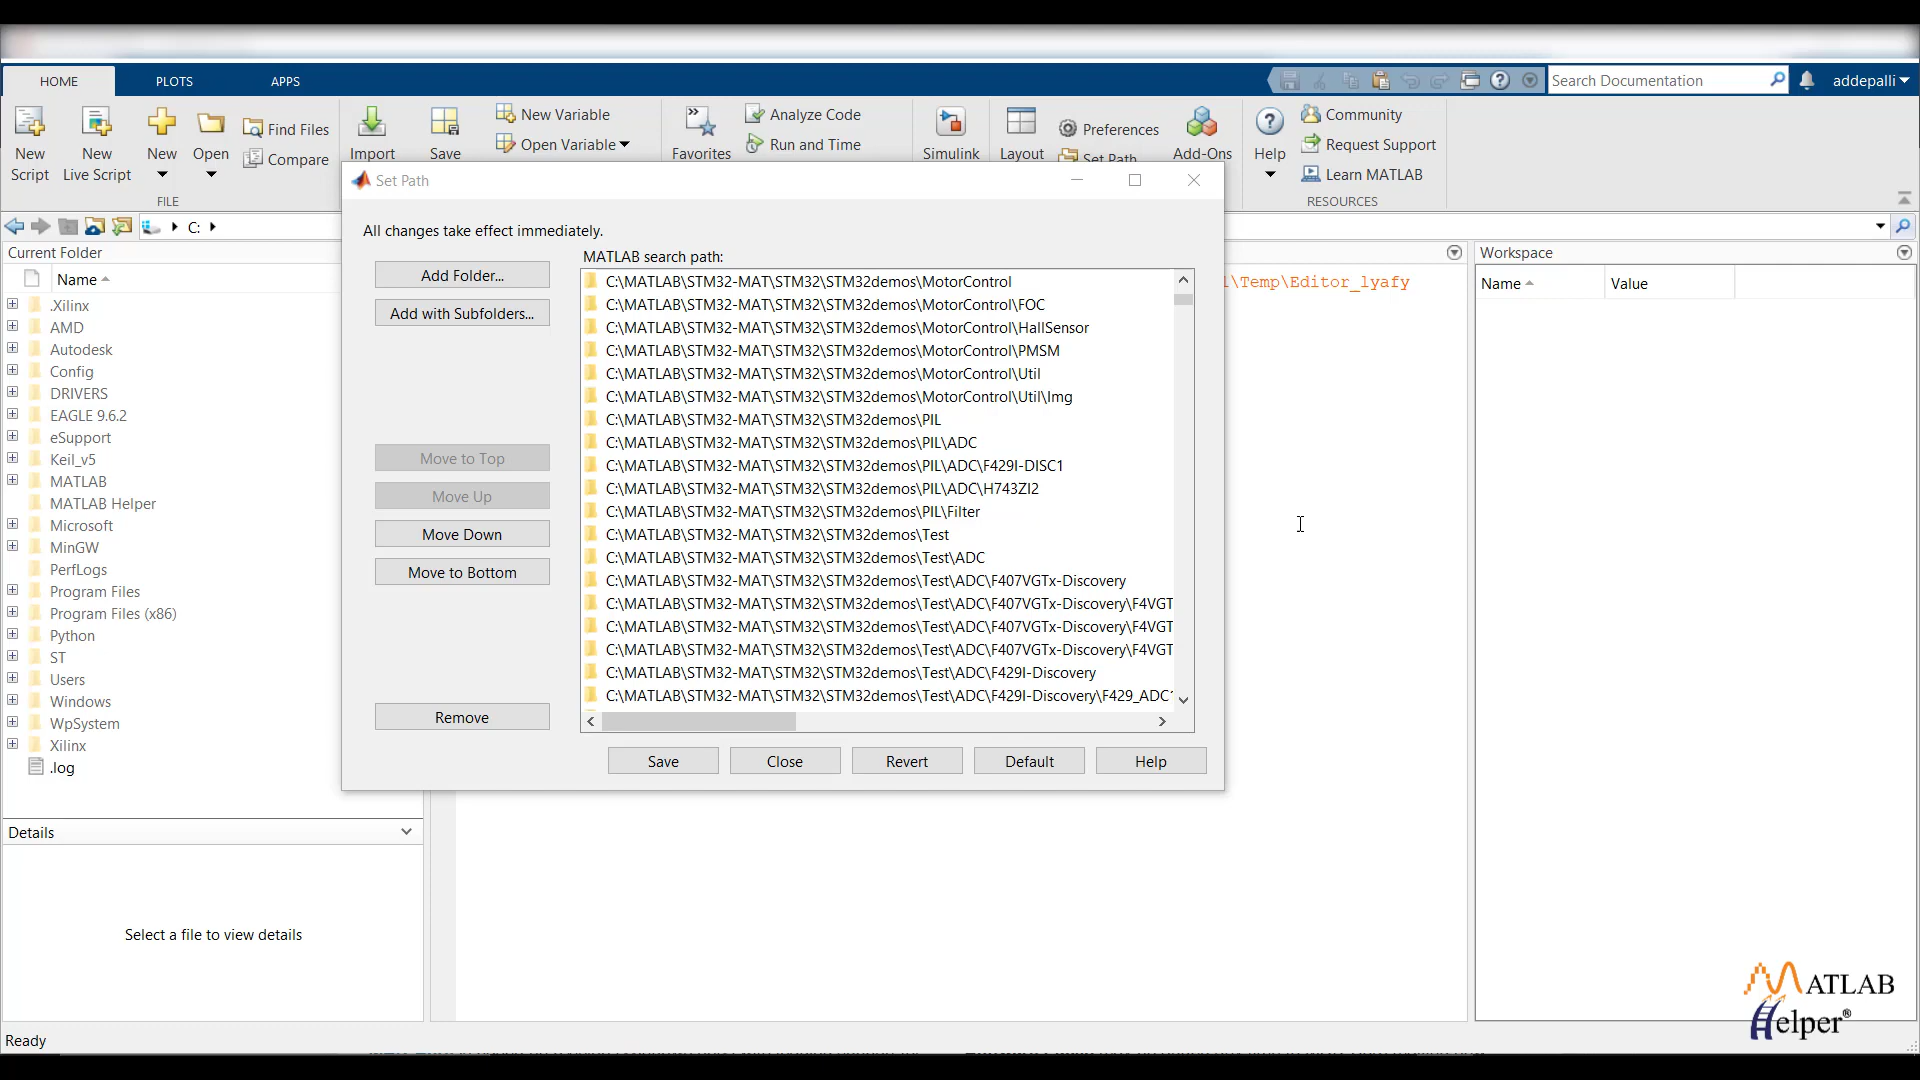 HOME PLOTS APPS
Search Documentation
addepalli
New Script
New Live Script
New
Open
Find Files
Compare
FILE
Import
Save
New Variable
Open Variable
Favorites
Analyze Code
Run and Time
Simulink
Layout
Preferences
Set Path
Add-Ons
Help
Community
Request Support
Learn MATLAB
RESOURCES
C:
Current Folder
Name
.Xilinx
AMD
Autodesk
Config
DRIVERS
EAGLE 9.6.2
eSupport
Keil_v5
MATLAB
MATLAB Helper
Microsoft
MinGW
PerfLogs
Program Files
Program Files (x86)
Python
ST
Users
Windows
WpSystem
Xilinx
.log
Details
Select a file to view details
Ready
Set Path
All changes take effect immediately.
MATLAB search path:
Add Folder...
Add with Subfolders...
Move to Top
Move Up
Move Down
Move to Bottom
Remove
C:\MATLAB\STM32-MAT\STM32\STM32demos\MotorControl
C:\MATLAB\STM32-MAT\STM32\STM32demos\MotorControl\FOC
C:\MATLAB\STM32-MAT\STM32\STM32demos\MotorControl\HallSensor
C:\MATLAB\STM32-MAT\STM32\STM32demos\MotorControl\PMSM
C:\MATLAB\STM32-MAT\STM32\STM32demos\MotorControl\Util
C:\MATLAB\STM32-MAT\STM32\STM32demos\MotorControl\Util\Img
C:\MATLAB\STM32-MAT\STM32\STM32demos\PIL
C:\MATLAB\STM32-MAT\STM32\STM32demos\PIL\ADC
C:\MATLAB\STM32-MAT\STM32\STM32demos\PIL\ADC\F429I-DISC1
C:\MATLAB\STM32-MAT\STM32\STM32demos\PIL\ADC\H743ZI2
C:\MATLAB\STM32-MAT\STM32\STM32demos\PIL\Filter
C:\MATLAB\STM32-MAT\STM32\STM32demos\Test
C:\MATLAB\STM32-MAT\STM32\STM32demos\Test\ADC
C:\MATLAB\STM32-MAT\STM32\STM32demos\Test\ADC\F407VGTx-Discovery
C:\MATLAB\STM32-MAT\STM32\STM32demos\Test\ADC\F407VGTx-Discovery\F4VGT
C:\MATLAB\STM32-MAT\STM32\STM32demos\Test\ADC\F407VGTx-Discovery\F4VGT
C:\MATLAB\STM32-MAT\STM32\STM32demos\Test\ADC\F407VGTx-Discovery\F4VGT
C:\MATLAB\STM32-MAT\STM32\STM32demos\Test\ADC\F429I-Discovery
C:\MATLAB\STM32-MAT\STM32\STM32demos\Test\ADC\F429I-Discovery\F429_ADC
Save Close Revert Default Help
\Temp\Editor_lyafy
Workspace
Name Value
MATLAB
Helper®